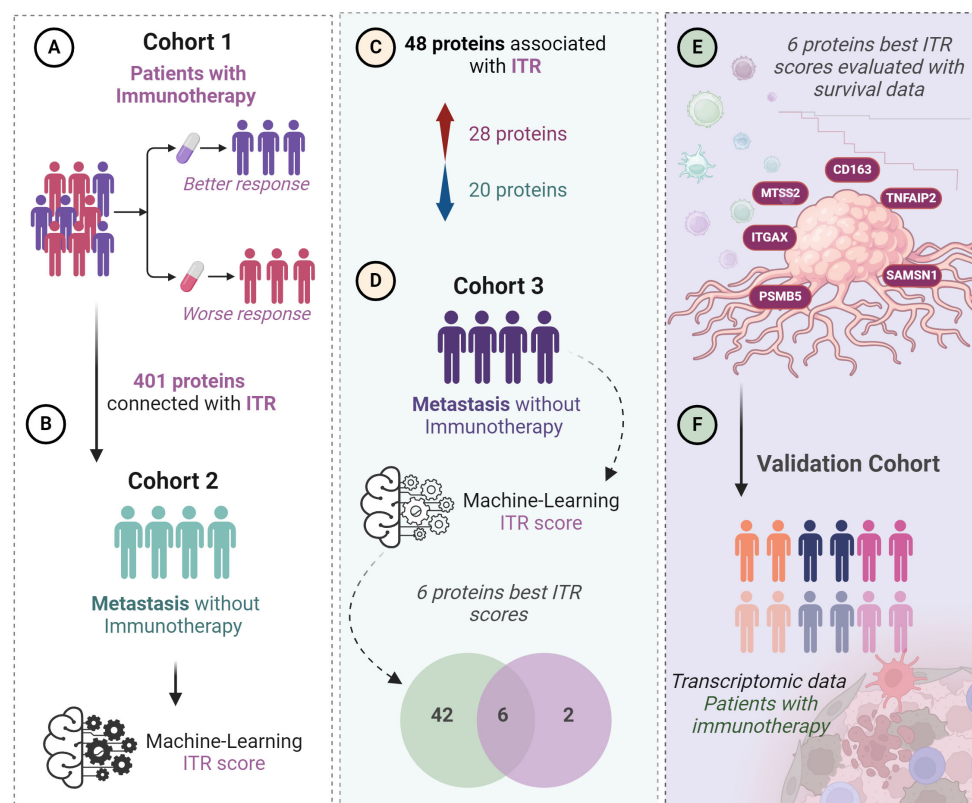 A
Cohort 1
Patients with
Immunotherapy
Better response
Worse response
401 proteins
connected with ITR
B
Cohort 2
Metastasis without
Immunotherapy
Machine-Learning
ITR score
C
48 proteins associated
with ITR
28 proteins
20 proteins
D
Cohort 3
Metastasis without
Immunotherapy
Machine-Learning
ITR score
6 proteins best ITR
scores
42
6
2
E
6 proteins best ITR
scores evaluated with
survival data
CD163
MTSS2
TNFAIP2
ITGAX
SAMSN1
PSMB5
F
Validation Cohort
Transcriptomic data
Patients with
immunotherapy